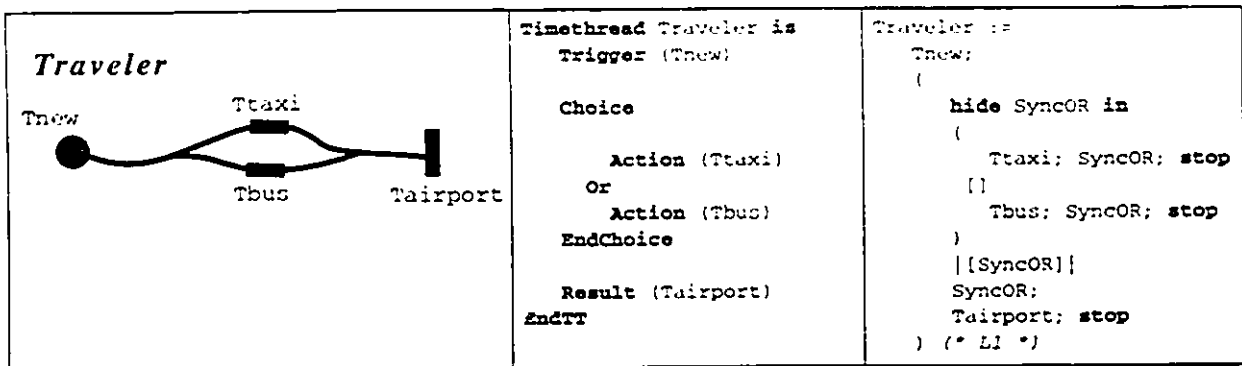 Traveler
Tnew
Ttaxi
Tbus
Tairport
Timethread Traveler is
Trigger (Tnew)
Choice
Action (Ttaxi)
Or
Action (Tbus)
EndChoice
Result (Tairport)
EndTT
Traveler :=
Tnew;
(
hide SyncOR in
(
Ttaxi; SyncOR; stop
[]
Tbus; SyncOR; stop
)
|[SyncOR]|
SyncOR;
Tairport; stop
) (* L1 *)